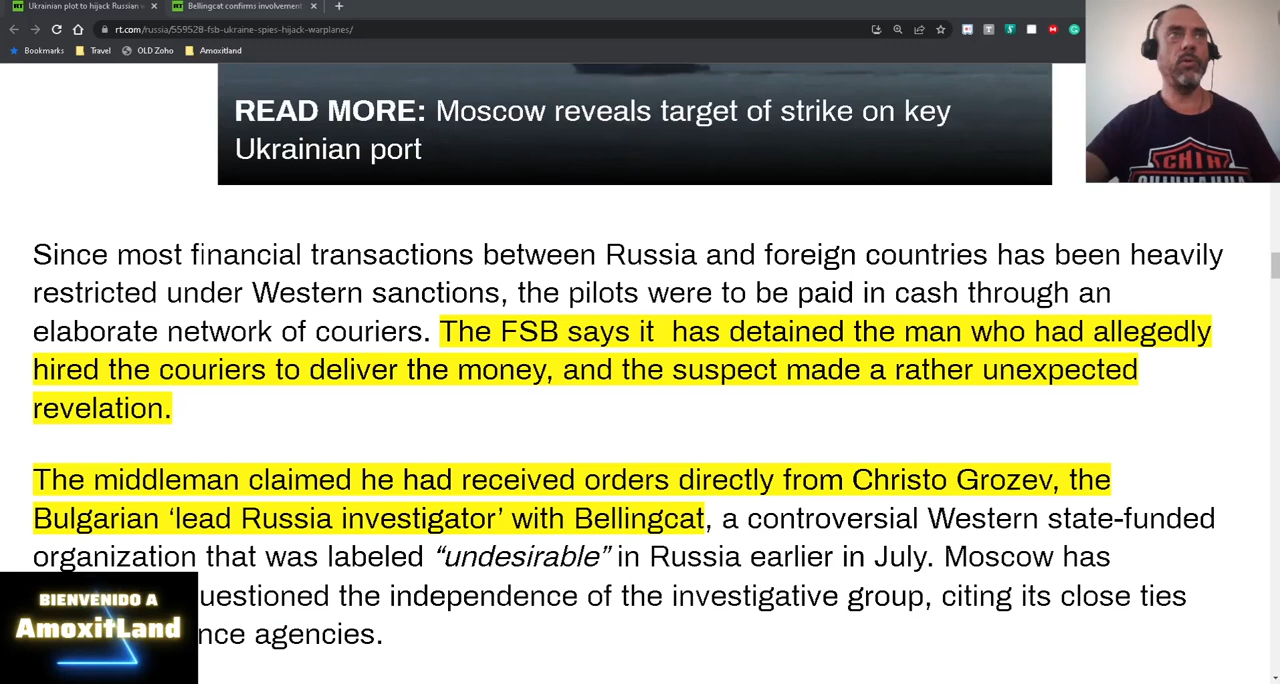 Ukrainian plot to hijack Russian
Bellingcat confirms involvement
rt.com/russia/559528-fsb-ukraine-spies-hijack-warplanes/
Bookmarks Travel OLD Zoho Amoxitland
READ MORE: Moscow reveals target of strike on key
Ukrainian port
Since most financial transactions between Russia and foreign countries has been heavily
restricted under Western sanctions, the pilots were to be paid in cash through an
elaborate network of couriers. The FSB says it has detained the man who had allegedly
hired the couriers to deliver the money, and the suspect made a rather unexpected
revelation.
The middleman claimed he had received orders directly from Christo Grozev, the
Bulgarian ‘lead Russia investigator’ with Bellingcat, a controversial Western state-funded
organization that was labeled “undesirable” in Russia earlier in July. Moscow has
uestioned the independence of the investigative group, citing its close ties
nce agencies.
BIENVENIDO A
AmoxitLand